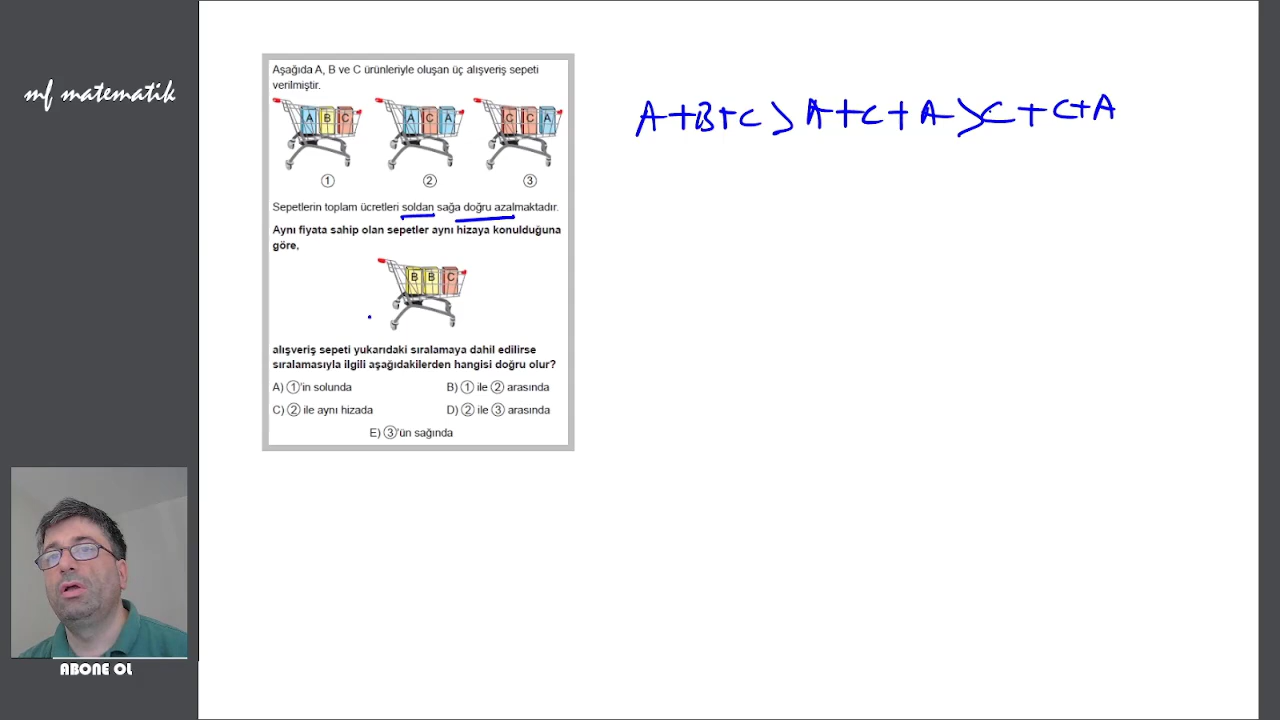 mf matematik
Aşağıda A, B ve C ürünleriyle oluşan üç alışveriş sepeti
verilmiştir.
A B C
A C A
C C A
① ② ③
Sepetlerin toplam ücretleri soldan sağa doğru azalmaktadır.
Aynı fiyata sahip olan sepetler aynı hizaya konulduğuna
göre,
B B C
alışveriş sepeti yukarıdaki sıralamaya dahil edilirse
sıralamasıyla ilgili aşağıdakilerden hangisi doğru olur?
A) ①'in solunda B) ① ile ② arasında
C) ② ile aynı hizada D) ② ile ③ arasında
E) ③'ün sağında
A+B+C > A+C+A > C+C+A
ABONE OL